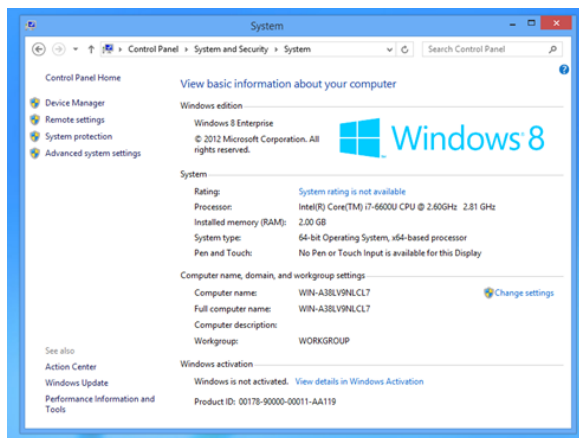 System
Control Panel › System and Security › System
Search Control Panel
Control Panel Home
Device Manager
Remote settings
System protection
Advanced system settings
View basic information about your computer
Windows edition
Windows 8 Enterprise
© 2012 Microsoft Corporation. All
rights reserved.
Windows 8
System
Rating: System rating is not available
Processor: Intel(R) Core(TM) i7-6600U CPU @ 2.60GHz 2.81 GHz
Installed memory (RAM): 2.00 GB
System type: 64-bit Operating System, x64-based processor
Pen and Touch: No Pen or Touch Input is available for this Display
Computer name, domain, and workgroup settings
Computer name: WIN-A38LV9NLCL7
Change settings
Full computer name: WIN-A38LV9NLCL7
Computer description:
Workgroup: WORKGROUP
Windows activation
Windows is not activated. View details in Windows Activation
Product ID: 00178-90000-00011-AA119
See also
Action Center
Windows Update
Performance Information and
Tools